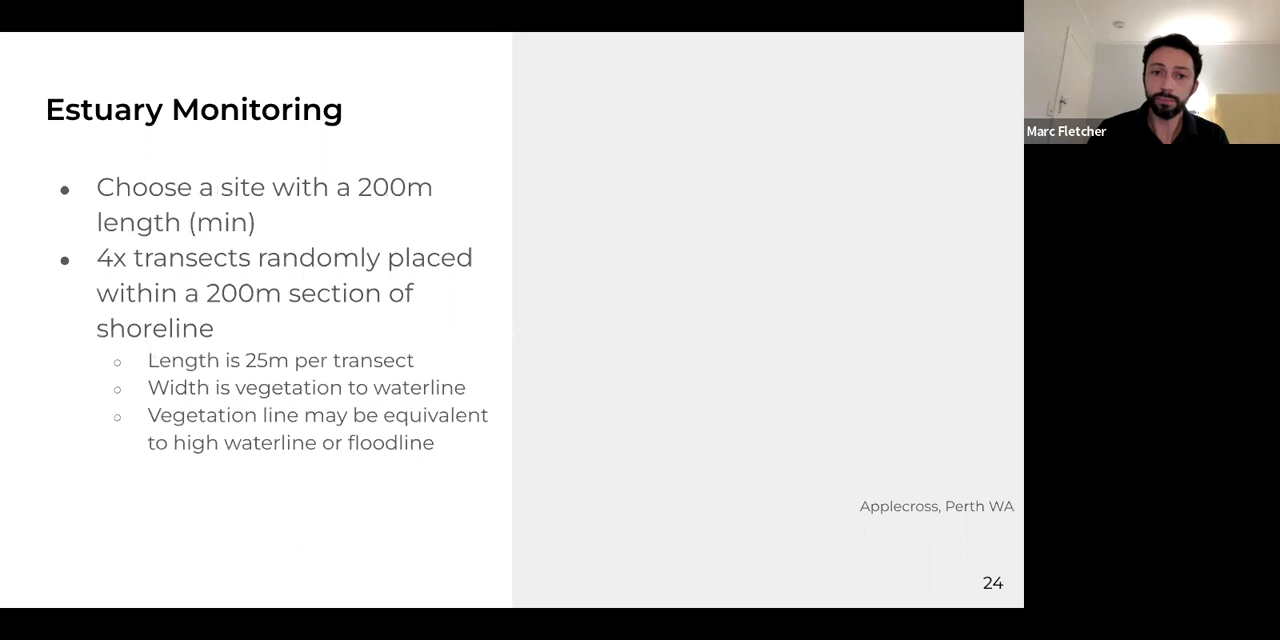 Estuary Monitoring
● Choose a site with a 200m
length (min)
● 4x transects randomly placed
within a 200m section of
shoreline
○ Length is 25m per transect
○ Width is vegetation to waterline
○ Vegetation line may be equivalent
to high waterline or floodline
Applecross, Perth WA
24
Marc Fletcher